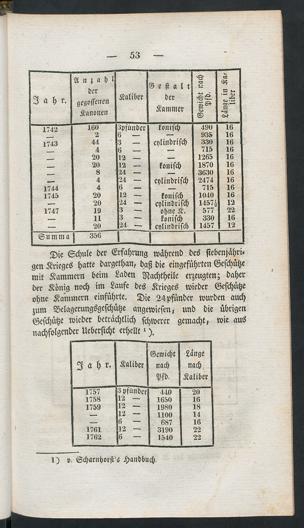 — 53 —
Jahr. | Anzahl der gegossenen Kanonen | Kaliber | Gestalt der Kammer | Gewicht nach Pfd. | Länge in Kaliber
1742 | 160 | 3pfünder | konisch | 490 | 16
— | 2 | 6 — | — | 935 | 16
1743 | 44 | 3 — | cylindrisch | 330 | 16
— | 4 | 6 — | — | 715 | 16
— | 20 | 12 — | — | 1265 | 16
— | 20 | 12 — | konisch | 1870 | 16
— | 8 | 24 — | — | 3630 | 16
— | 4 | 24 — | cylindrisch | 2474 | 16
1744 | 4 | 6 — | — | 715 | 16
1745 | 20 | 12 — | konisch | 1040 | 16
— | 20 | 24 — | cylindrisch | 1457½ | 12
1747 | 19 | 3 — | ohne K. | 577 | 22
— | 11 | 3 — | konisch | 330 | 16
— | 20 | 24 — | cylindrisch | 1457 | 12
Summa | 356
Die Schule der Erfahrung während des siebenjähri-
gen Krieges hatte dargethan, daß die eingeführten Geschütze
mit Kammern beim Laden Nachtheile erzeugten; daher
der König noch im Laufe des Krieges wieder Geschütze
ohne Kammern einführte. Die 24pfünder wurden auch
zum Belagerungsgeschütze angewiesen, und die übrigen
Geschütze wieder beträchtlich schwerer gemacht, wie aus
nachfolgender Uebersicht erhellt ¹).
Jahr. | Kaliber | Gewicht nach Pfd. | Länge nach Kaliber
1757 | 3 pfünder | 440 | 20
1758 | 12 — | 1650 | 16
1759 | 12 — | 1980 | 18
— | 12 — | 1100 | 14
— | 6 — | 687 | 16
1761 | 12 — | 3190 | 22
1762 | 6 — | 1540 | 22
1) v. Scharnhorst's Handbuch.